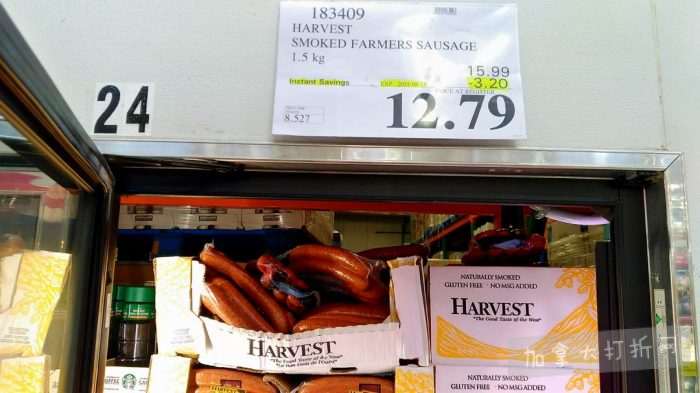 183409
HARVEST
SMOKED FARMERS SAUSAGE
1.5 kg
15.99
Instant Savings
-3.20
12.79
8.527
24
NATURALLY SMOKED
GLUTEN FREE • NO MSG ADDED
HARVEST
"The Good Taste of the West"
HARVEST
"The Good Taste of the West"
NATURALLY SMOKED
GLUTEN FREE • NO MSG ADDED
加拿大打折网